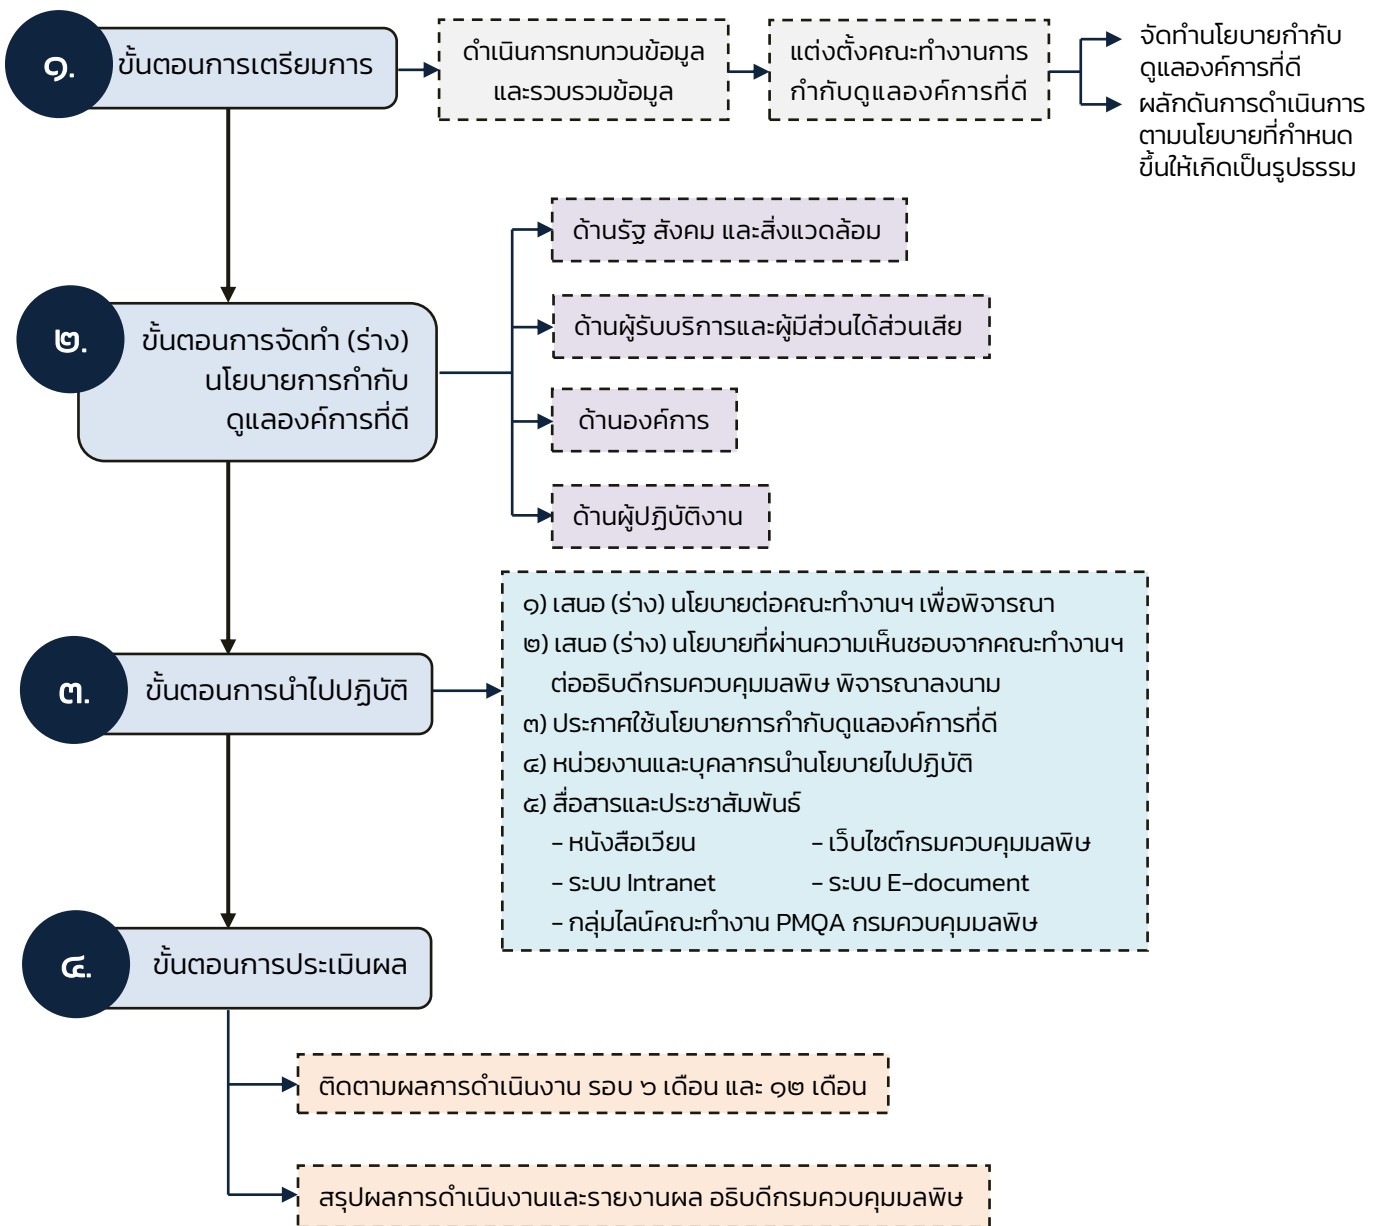 ๑.
ขั้นตอนการเตรียมการ
ดำเนินการทบทวนข้อมูล
และรวบรวมข้อมูล
แต่งตั้งคณะทำงานการ
กำกับดูแลองค์การที่ดี
จัดทำนโยบายกำกับ
ดูแลองค์การที่ดี
ผลักดันการดำเนินการ
ตามนโยบายที่กำหนด
ขึ้นให้เกิดเป็นรูปธรรม
๒.
ขั้นตอนการจัดทำ (ร่าง)
นโยบายการกำกับ
ดูแลองค์การที่ดี
ด้านรัฐ สังคม และสิ่งแวดล้อม
ด้านผู้รับบริการและผู้มีส่วนได้ส่วนเสีย
ด้านองค์การ
ด้านผู้ปฏิบัติงาน
๓.
ขั้นตอนการนำไปปฏิบัติ
๑) เสนอ (ร่าง) นโยบายต่อคณะทำงานฯ เพื่อพิจารณา
๒) เสนอ (ร่าง) นโยบายที่ผ่านความเห็นชอบจากคณะทำงานฯ
ต่ออธิบดีกรมควบคุมมลพิษ พิจารณาลงนาม
๓) ประกาศใช้นโยบายการกำกับดูแลองค์การที่ดี
๔) หน่วยงานและบุคลากรนำนโยบายไปปฏิบัติ
๕) สื่อสารและประชาสัมพันธ์
- หนังสือเวียน - เว็บไซต์กรมควบคุมมลพิษ
- ระบบ Intranet - ระบบ E-document
- กลุ่มไลน์คณะทำงาน PMQA กรมควบคุมมลพิษ
๔.
ขั้นตอนการประเมินผล
ติดตามผลการดำเนินงาน รอบ ๖ เดือน และ ๑๒ เดือน
สรุปผลการดำเนินงานและรายงานผล อธิบดีกรมควบคุมมลพิษ